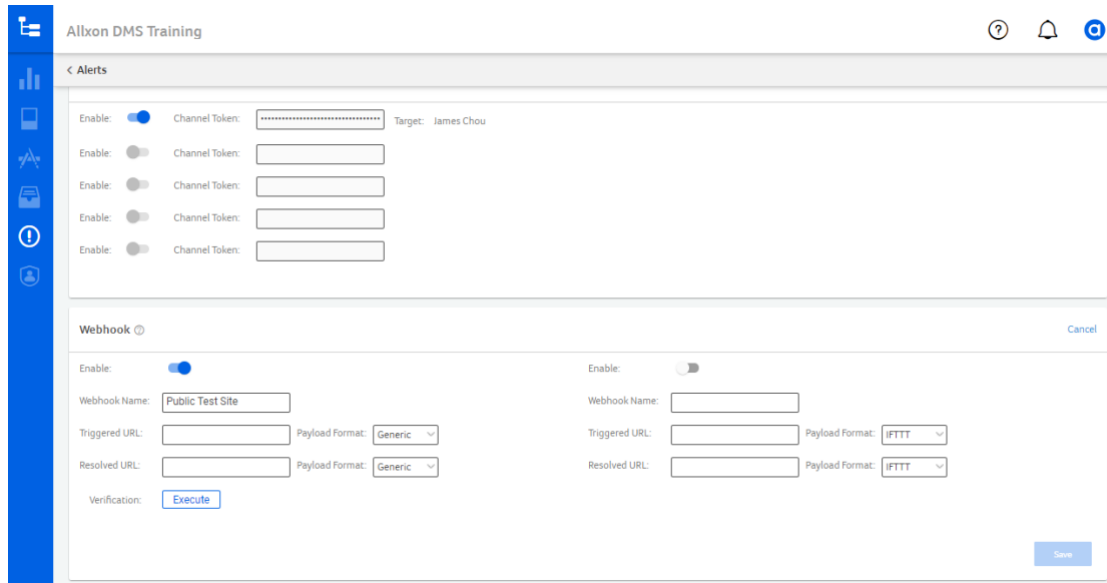 Allxon DMS Training
< Alerts
Enable: Channel Token: ********************************** Target: James Chou
Enable: Channel Token:
Enable: Channel Token:
Enable: Channel Token:
Enable: Channel Token:
Webhook Cancel
Enable: Enable:
Webhook Name: Public Test Site Webhook Name:
Triggered URL: Payload Format: Generic Triggered URL: Payload Format: IFTTT
Resolved URL: Payload Format: Generic Resolved URL: Payload Format: IFTTT
Verification: Execute
Save